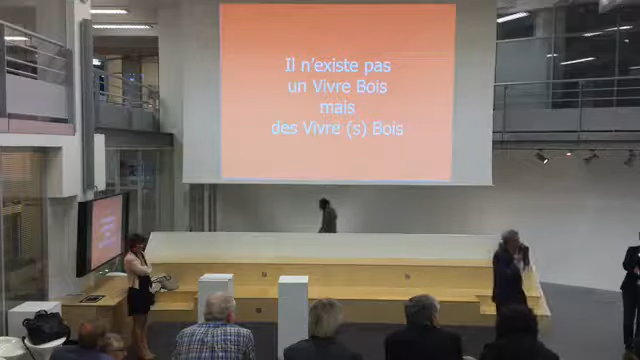 Il n'existe pas
un Vivre Bois
mais
des Vivre (s) Bois